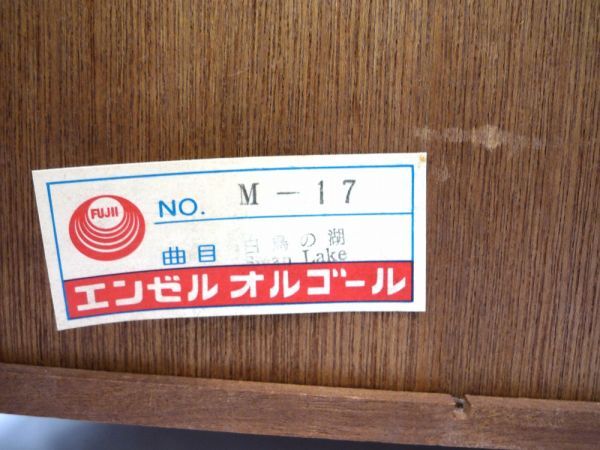 FUJI
NO. M-17
曲目 白鳥の湖
Swan Lake
エンゼル オルゴール